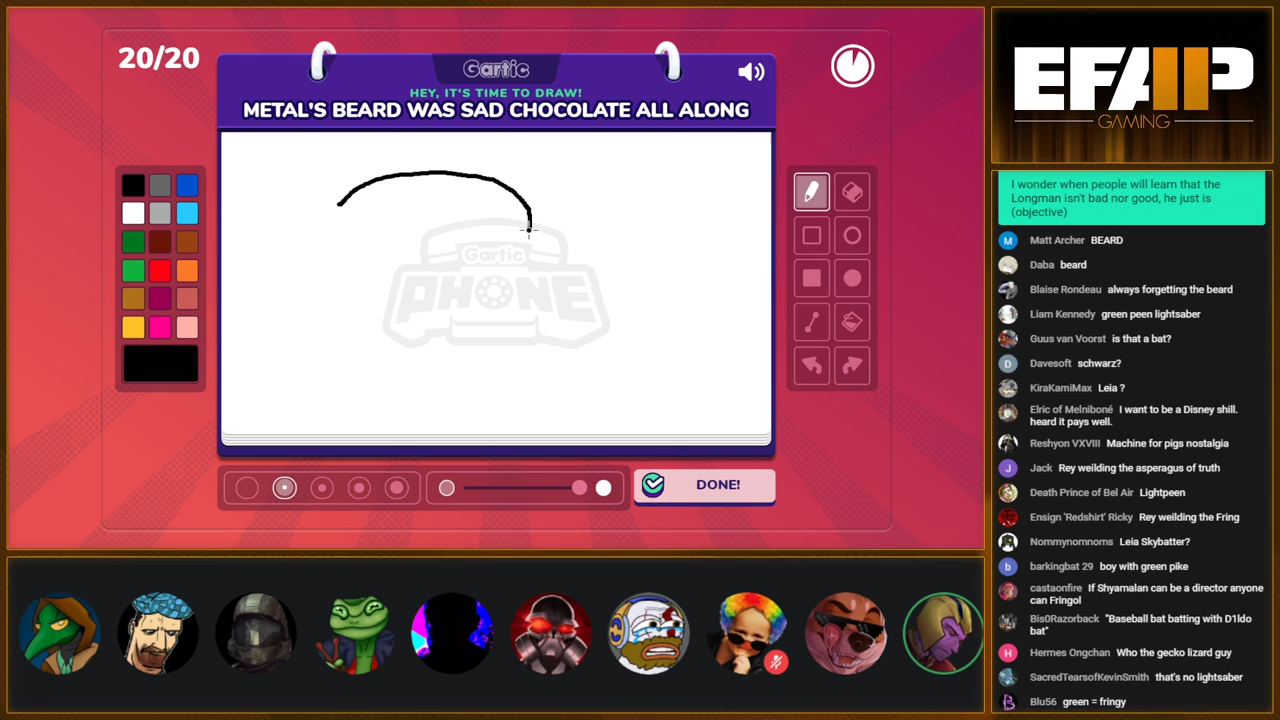 20/20
Gartic
HEY, IT'S TIME TO DRAW!
METAL'S BEARD WAS SAD CHOCOLATE ALL ALONG
Gartic
PHONE
DONE!
EFAP
GAMING
I wonder when people will learn that the
Longman isn't bad nor good, he just is
(objective)
M Matt Archer BEARD
Daba beard
Blaise Rondeau always forgetting the beard
Liam Kennedy green peen lightsaber
Guus van Voorst is that a bat?
D Davesoft schwarz?
KiraKamiMax Leia ?
Elric of Melniboné I want to be a Disney shill.
heard it pays well.
Reshyon VXVIII Machine for pigs nostalgia
J Jack Rey weilding the asperagus of truth
Death Prince of Bel Air Lightpeen
Ensign 'Redshirt' Ricky Rey weilding the Fring
Nommynomnoms Leia Skybatter?
b barkingbat 29 boy with green pike
castaonfire If Shyamalan can be a director anyone
can Fringol
Bis0Razorback "Baseball bat batting with D1ldo
bat"
H Hermes Ongchan Who the gecko lizard guy
SacredTearsofKevinSmith that's no lightsaber
B Blu56 green = fringy